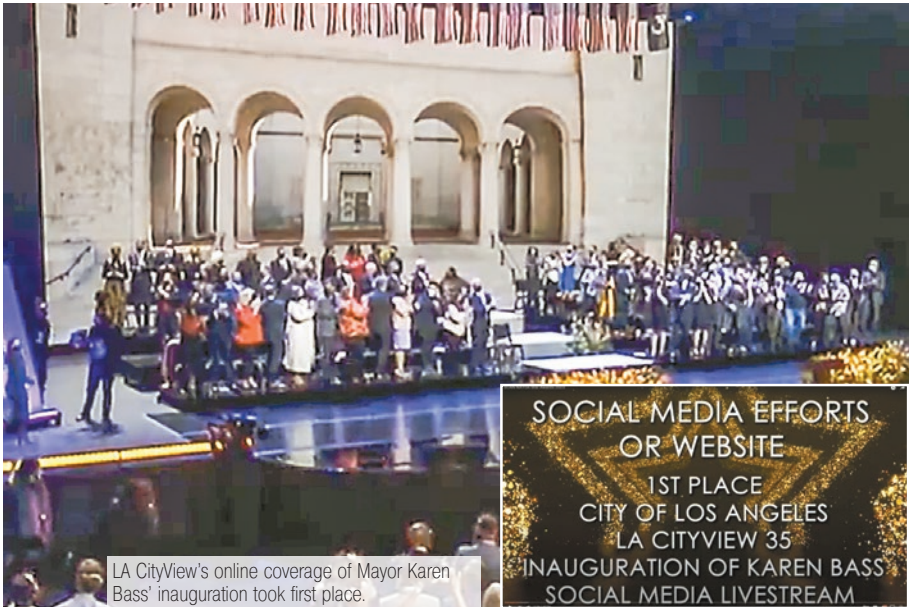 SOCIAL MEDIA EFFORTS
OR WEBSITE
1ST PLACE
CITY OF LOS ANGELES
LA CITYVIEW 35
INAUGURATION OF KAREN BASS
SOCIAL MEDIA LIVESTREAM
LA CityView's online coverage of Mayor Karen
Bass' inauguration took first place.